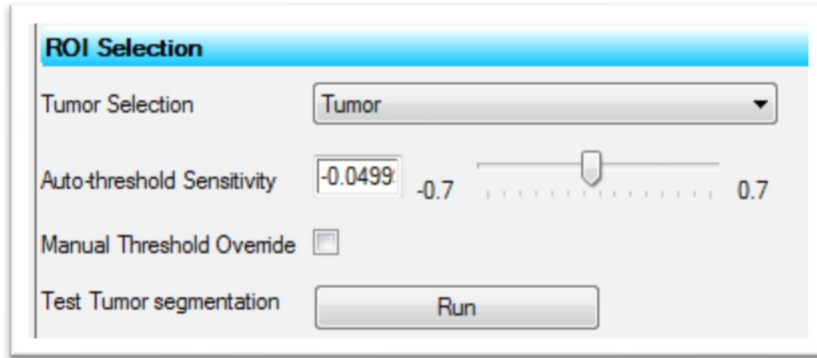 ROI Selection
Tumor Selection Tumor
Auto-threshold Sensitivity -0.0499 -0.7 0.7
Manual Threshold Override
Test Tumor segmentation Run